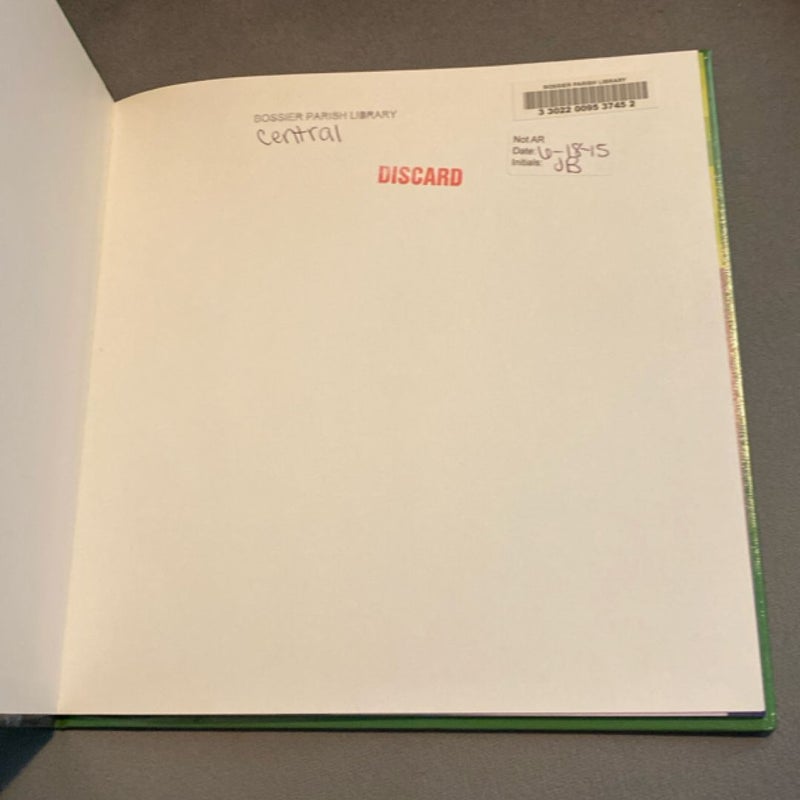 BOSSIER PARISH LIBRARY
central
DISCARD
BOSSIER PARISH LIBRARY
3 3022 0095 3745 2
Not AR
Date: 6-18-15
Initials: JB